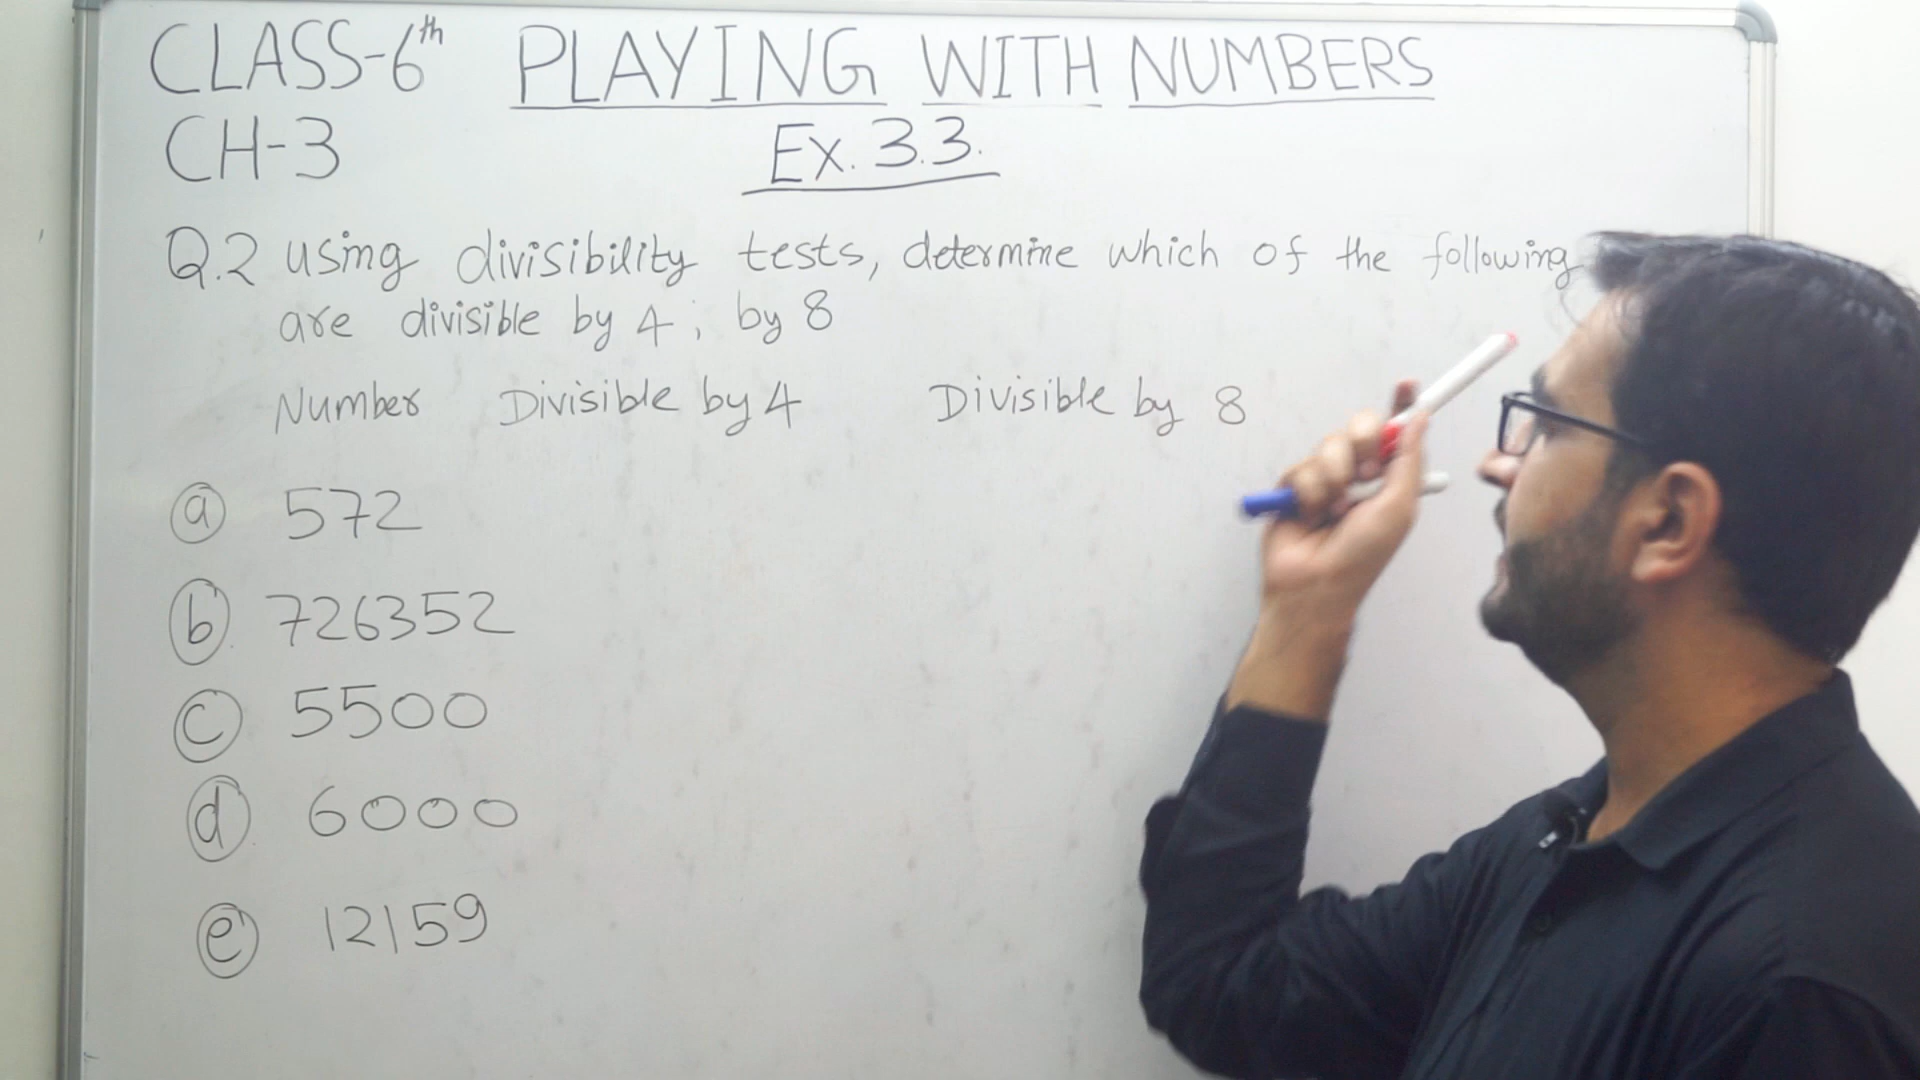 CLASS-6th PLAYING WITH NUMBERS
CH-3 Ex. 3.3.
Q.2 using divisibility tests, determine which of the following
are divisible by 4; by 8
Number Divisible by 4 Divisible by 8
a 572
b 726352
c 5500
d 6000
e 12159